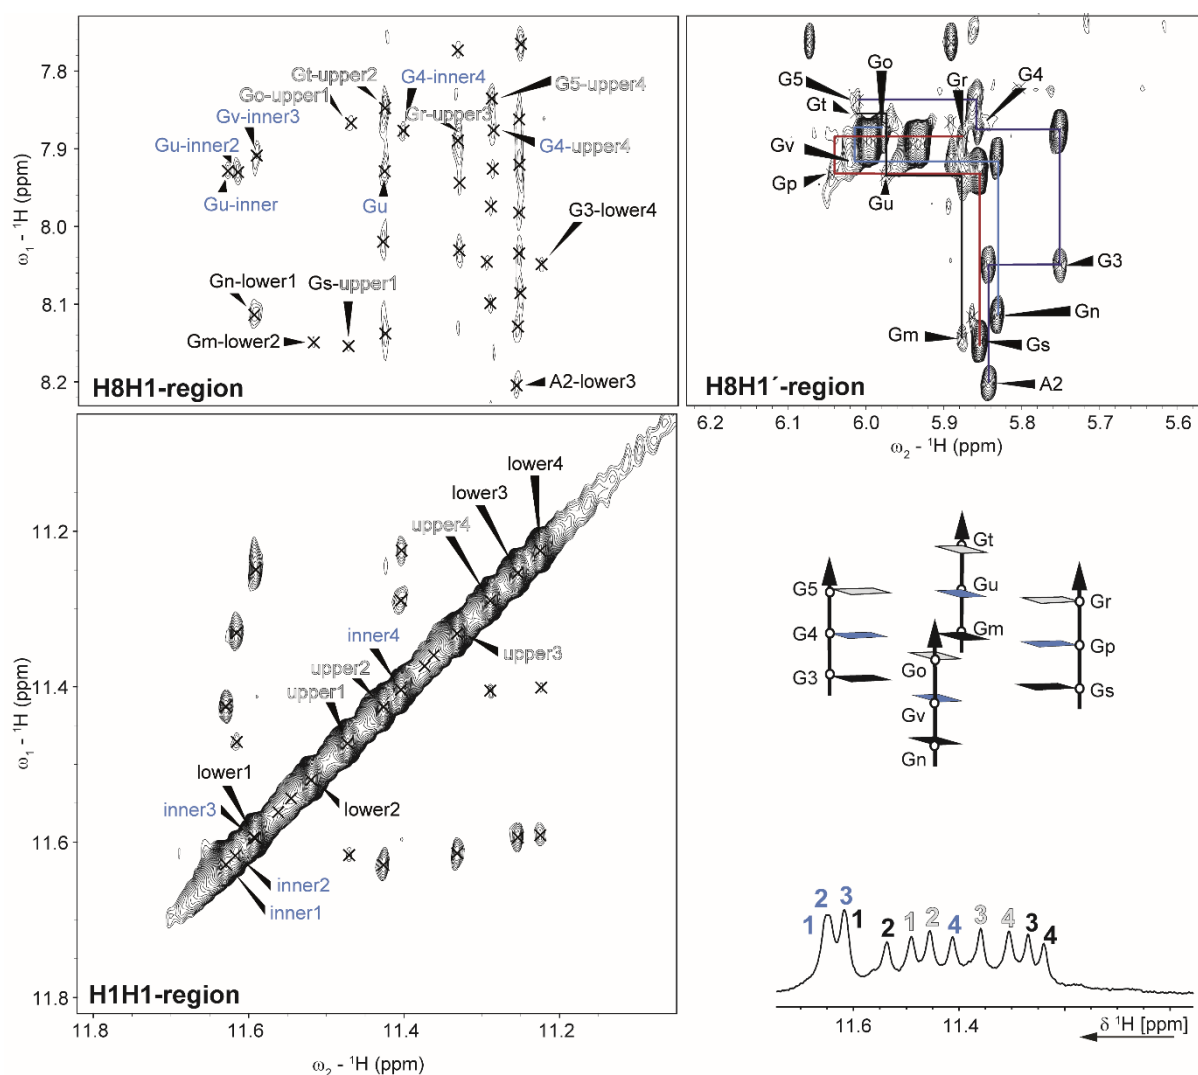 7.8
7.9
8.0
8.1
8.2
ω₁ - ¹H (ppm)
Gt-upper2
Go-upper1
G4-inner4
G5-upper4
Gv-inner3
Gr-upper3
Gu-inner2
G4-upper4
Gu-inner
Gu
G3-lower4
Gn-lower1
Gs-upper1
Gm-lower2
A2-lower3
H8H1-region
Go
G5
Gr
G4
Gt
Gv
Gp
Gu
G3
Gm
Gn
Gs
A2
H8H1´-region
6.2 6.1 6.0 5.9 5.8 5.7 5.6
ω₂ - ¹H (ppm)
11.2
11.4
11.6
11.8
ω₁ - ¹H (ppm)
lower4
lower3
upper4
inner4
upper3
upper2
upper1
lower1
lower2
inner3
inner2
inner1
H1H1-region
11.8 11.6 11.4 11.2
ω₂ - ¹H (ppm)
Gt
G5
Gu
Gr
G4
Gm
Gp
Go
G3
Gv
Gs
Gn
2 3
1 1 2 1 2 4 3 4 3 4
11.6 11.4
δ ¹H [ppm]